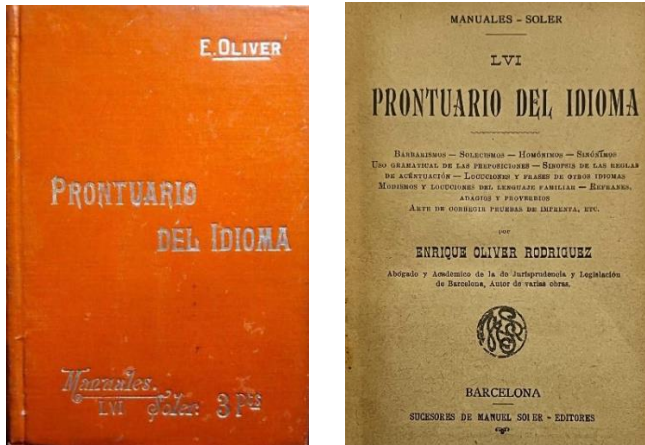 E. OLIVER
PRONTUARIO
DEL IDIOMA
Manuales.
LVI Soler. 3 Pts
MANUALES - SOLER
LVI
PRONTUARIO DEL IDIOMA
BARBARISMOS — SOLECISMOS — HOMÓNIMOS — SINÓNIMOS
USO GRAMATICAL DE LAS PREPOSICIONES — SINOPSIS DE LAS REGLAS
DE ACENTUACIÓN — LOCUCIONES Y FRASES DE OTROS IDIOMAS
MODISMOS Y LOCUCIONES DEL LENGUAJE FAMILIAR — REFRANES,
ADAGIOS Y PROVERBIOS
ARTE DE CORREGIR PRUEBAS DE IMPRENTA, ETC.
POR
ENRIQUE OLIVER RODRIGUEZ
Abogado y Academico de la de Jurisprudencia y Legislación
de Barcelona, Autor de varias obras.
BARCELONA
SUCESORES DE MANUEL SOLER - EDITORES